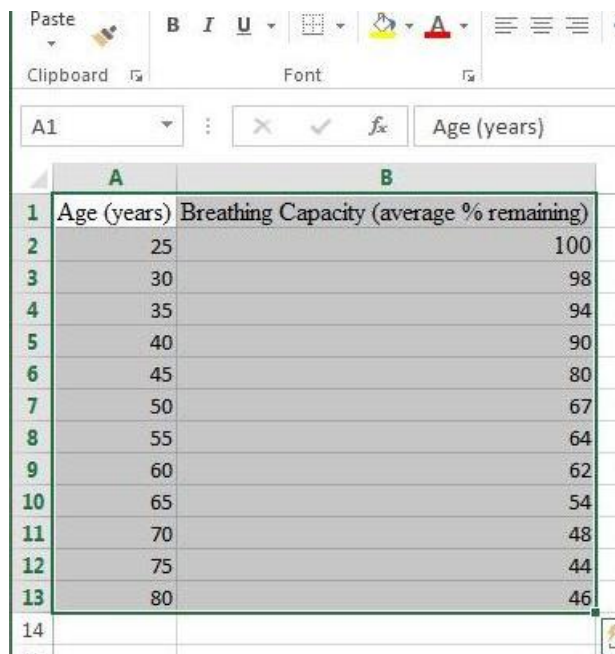 Paste
B I U A
Clipboard Font
A1 fx Age (years)
A B
1 Age (years) Breathing Capacity (average % remaining)
2 25 100
3 30 98
4 35 94
5 40 90
6 45 80
7 50 67
8 55 64
9 60 62
10 65 54
11 70 48
12 75 44
13 80 46
14